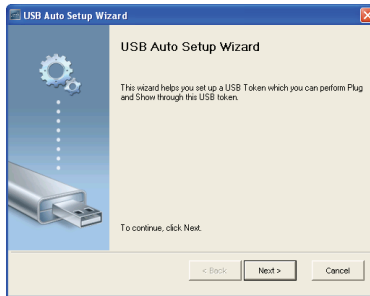 USB Auto Setup Wizard
USB Auto Setup Wizard
This wizard helps you set up a USB Token which you can perform Plug
and Show through this USB token.
To continue, click Next.
< Back Next > Cancel